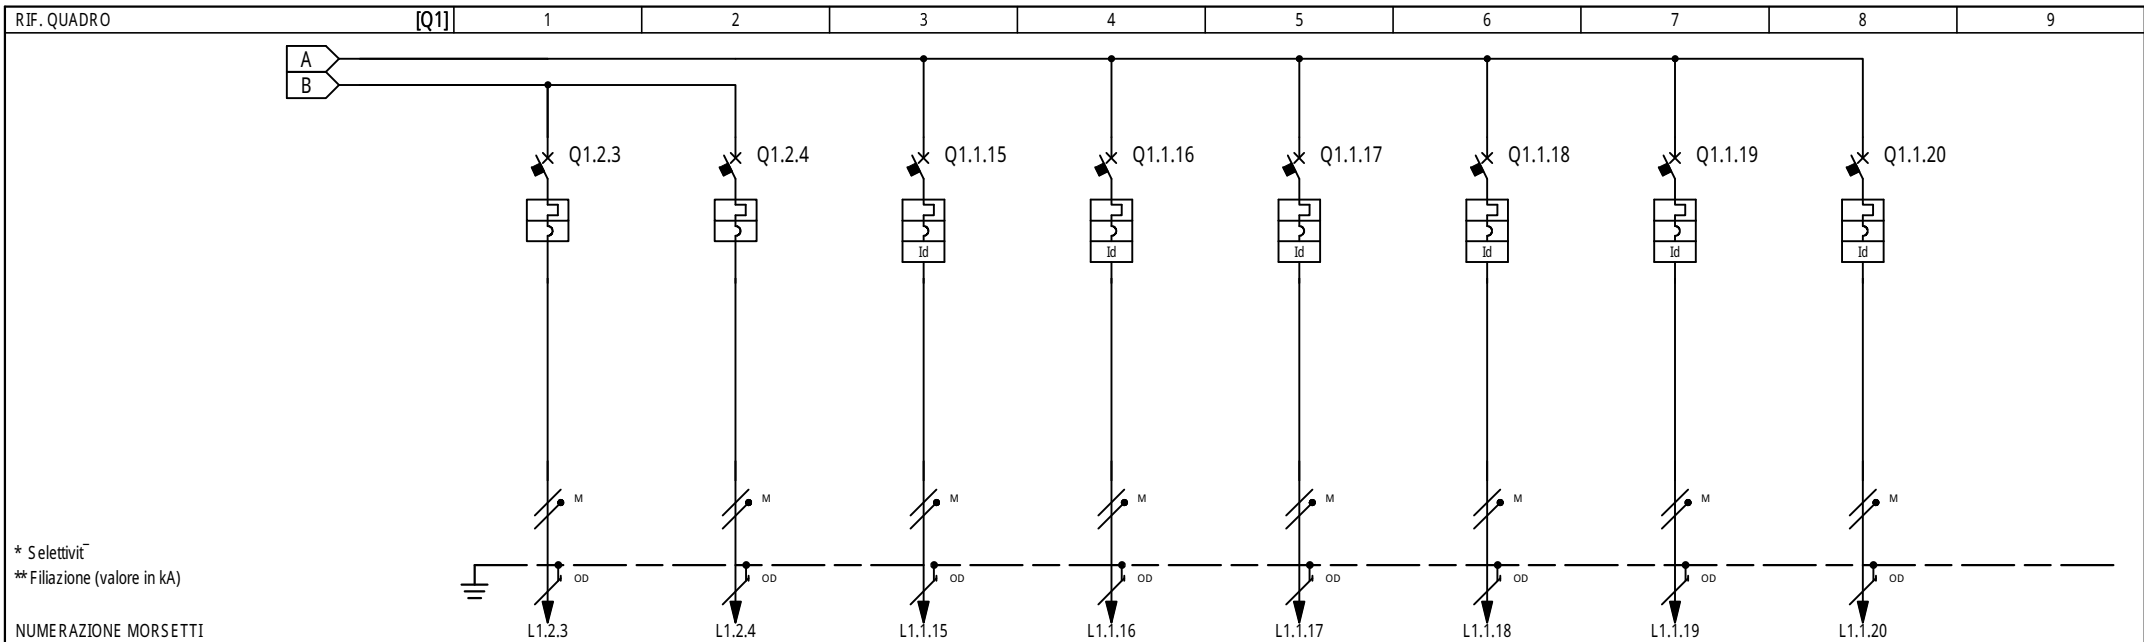 RIF. QUADRO [Q1] 1 2 3 4 5 6 7 8 9
A
B
Q1.2.3 Q1.2.4 Q1.1.15 Q1.1.16 Q1.1.17 Q1.1.18 Q1.1.19 Q1.1.20
Id Id Id Id Id Id
M M M M M M M M
* Selettivit¯
** Filiazione (valore in kA)
OD OD OD OD OD OD OD OD
NUMERAZIONE MORSETTI L1.2.3 L1.2.4 L1.1.15 L1.1.16 L1.1.17 L1.1.18 L1.1.19 L1.1.20